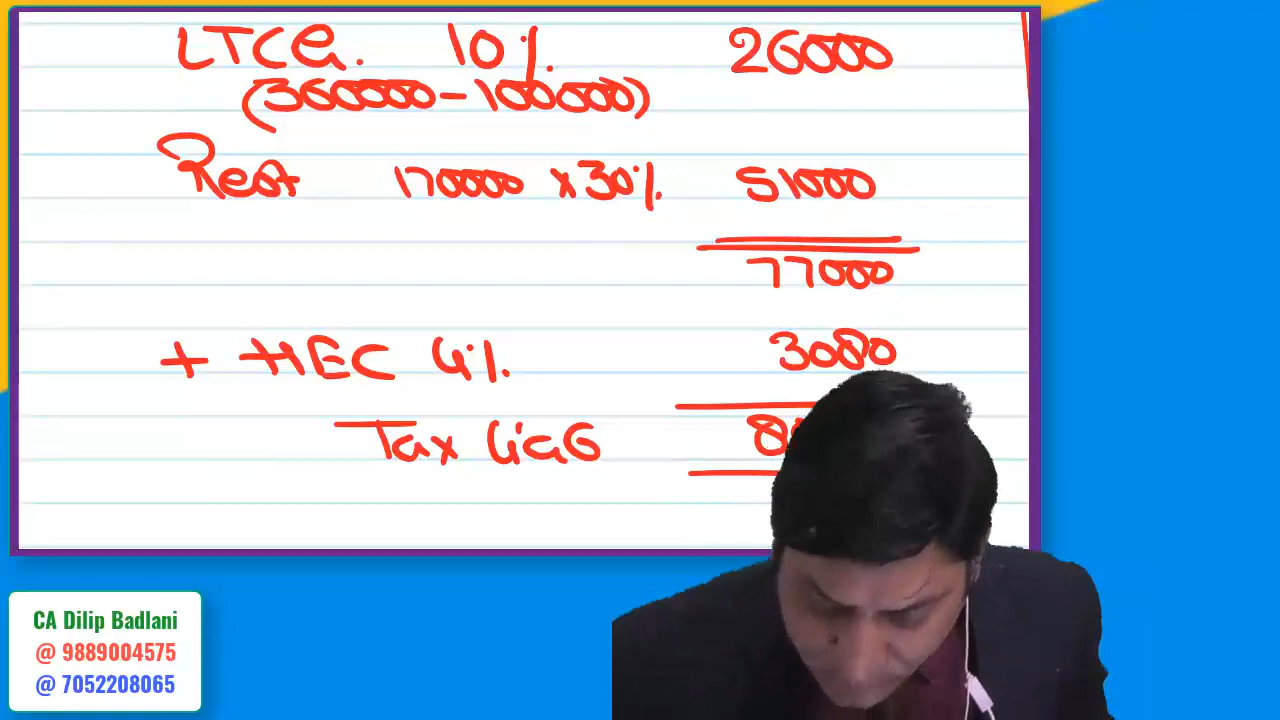 LTCG. 10%. 26000
(360000-100000)
Rest 170000 x30%. 51000
77000
+ HEC 4%. 3080
Tax Liab
CA Dilip Badlani
@ 9889004575
@ 7052208065